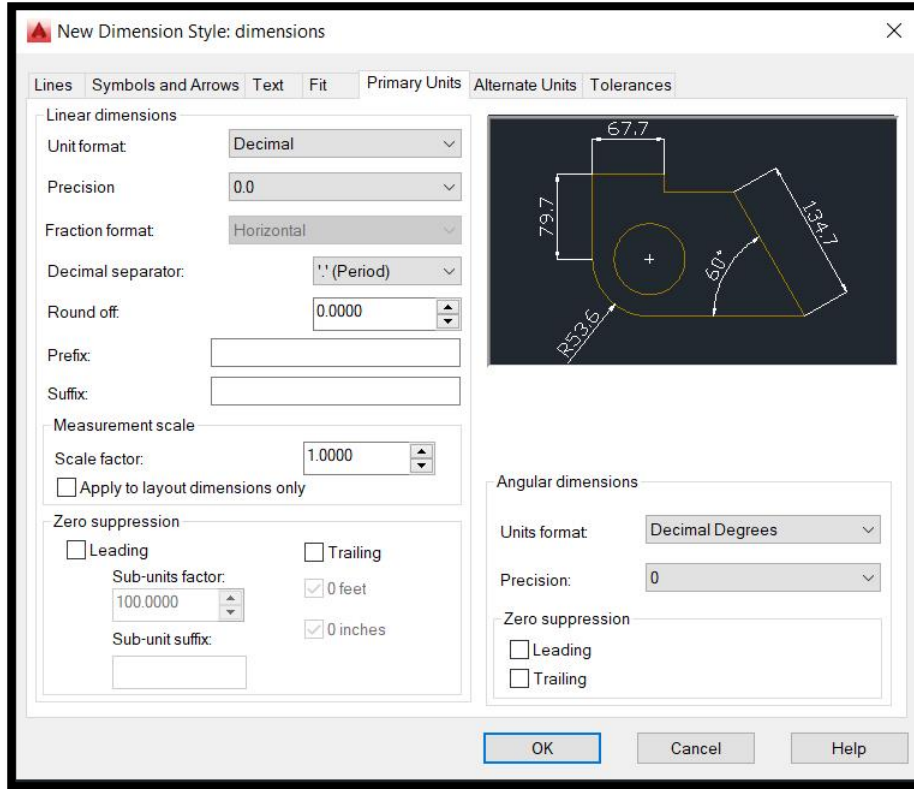 New Dimension Style: dimensions
Lines Symbols and Arrows Text Fit Primary Units Alternate Units Tolerances
Linear dimensions
Unit format: Decimal
Precision 0.0
Fraction format: Horizontal
Decimal separator: '.' (Period)
Round off: 0.0000
Prefix:
Suffix:
Measurement scale
Scale factor: 1.0000
Apply to layout dimensions only
Zero suppression
Leading
Trailing
Sub-units factor:
100.0000
0 feet
Sub-unit suffix:
0 inches
67.7
79.7
134.7
60°
R53.6
Angular dimensions
Units format: Decimal Degrees
Precision: 0
Zero suppression
Leading
Trailing
OK Cancel Help